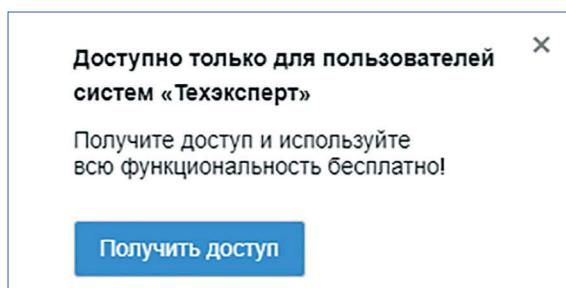 Доступно только для пользователей
систем «Техэксперт»
Получите доступ и используйте
всю функциональность бесплатно!
Получить доступ